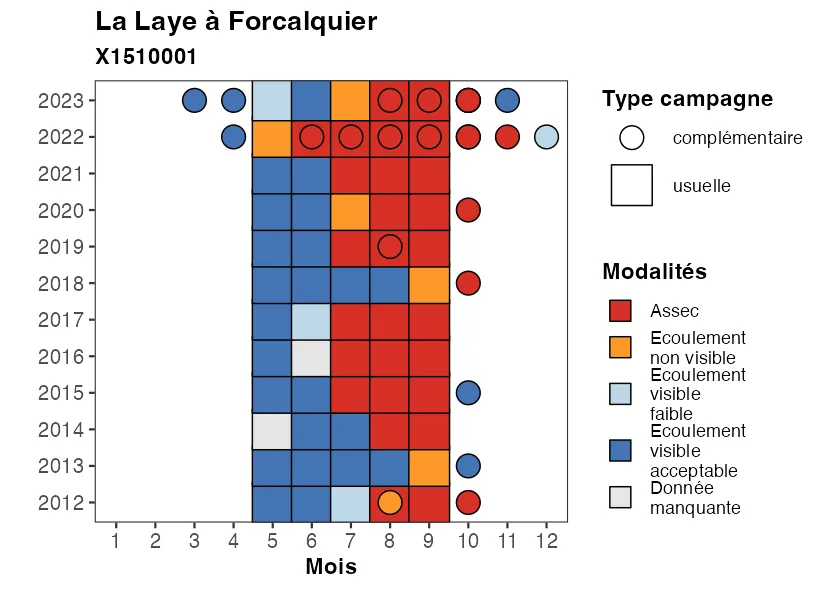 La Laye à Forcalquier
X1510001
2023
2022
2021
2020
2019
2018
2017
2016
2015
2014
2013
2012
1 2 3 4 5 6 7 8 9 10 11 12
Mois
Type campagne
complémentaire
usuelle
Modalités
Assec
Ecoulement
non visible
Ecoulement
visible
faible
Ecoulement
visible
acceptable
Donnée
manquante